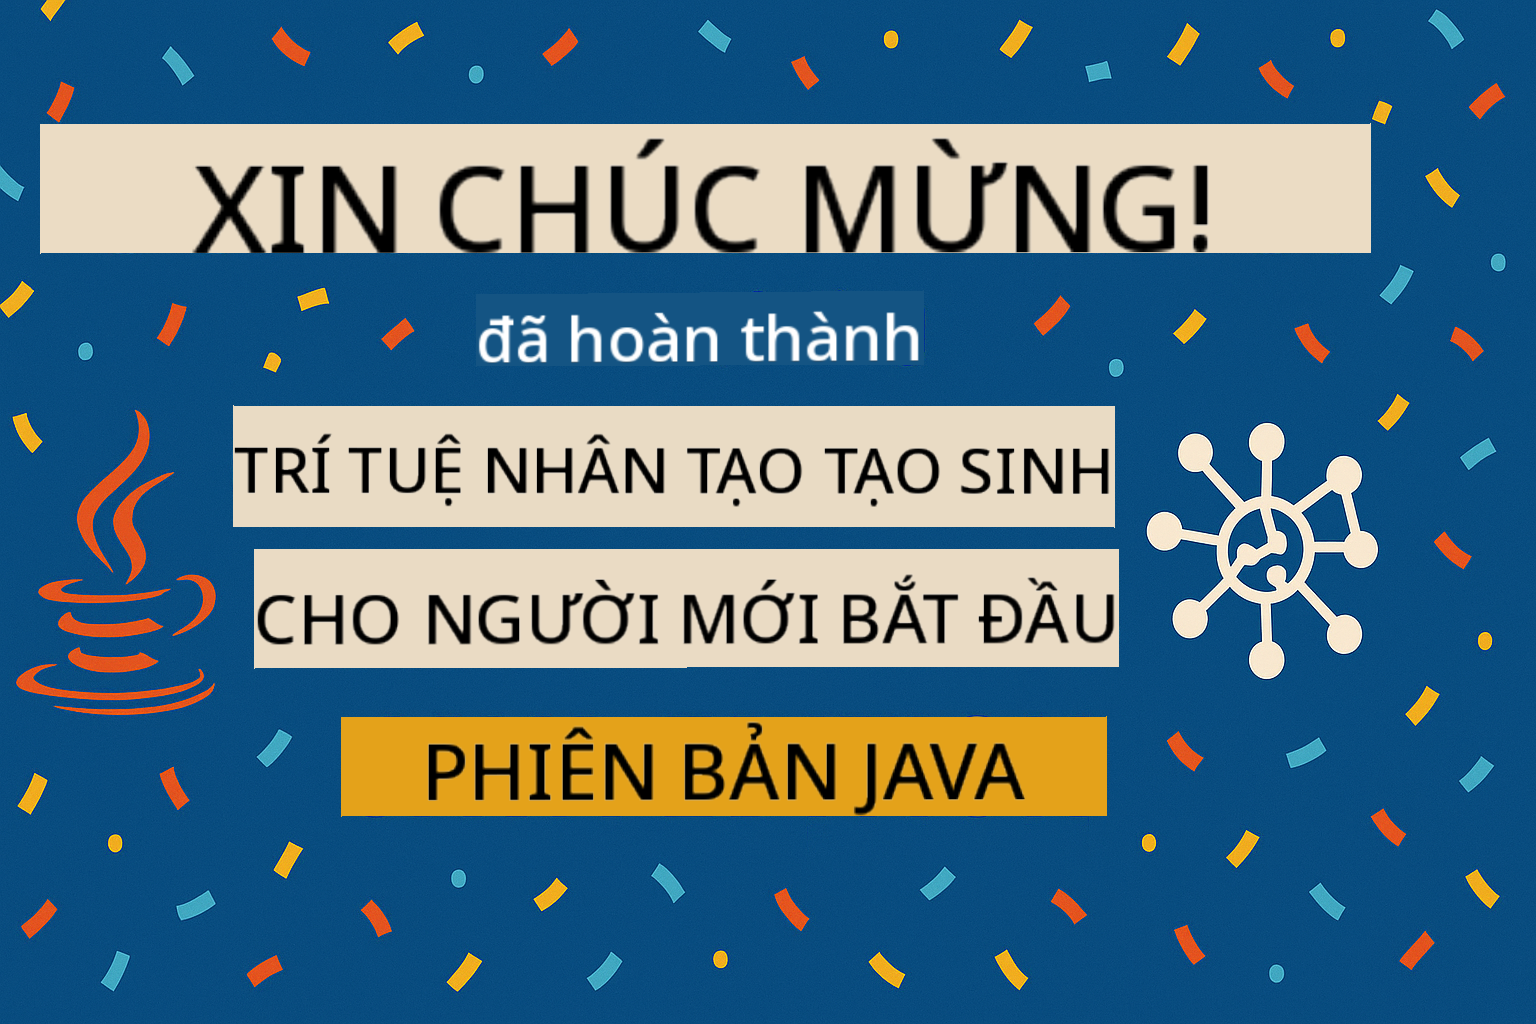 XIN CHÚC MỪNG!
đã hoàn thành
TRÍ TUỆ NHÂN TẠO TẠO SINH
CHO NGƯỜI MỚI BẮT ĐẦU
PHIÊN BẢN JAVA